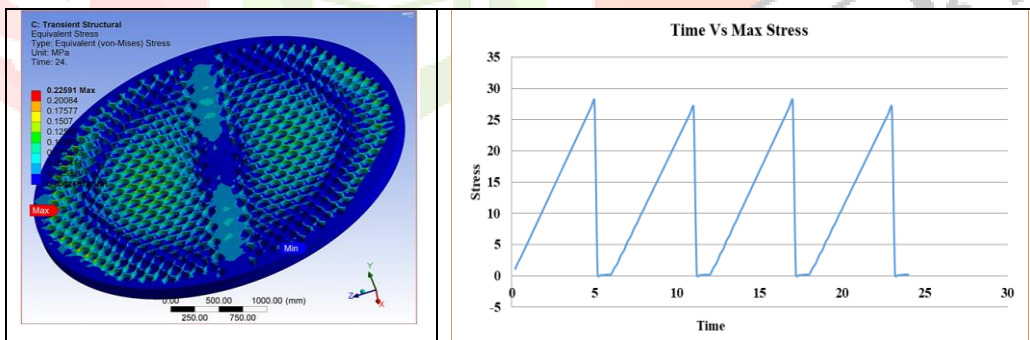 C: Transient Structural
Equivalent Stress
Type: Equivalent (von-Mises) Stress
Unit: MPa
Time: 24.
0.22591 Max
0.20084
0.17577
0.1507
Max
Min
Y
Z
X
0.00 500.00 1000.00 (mm)
250.00 750.00
Time Vs Max Stress
Stress
35
30
25
20
15
10
5
0
-5
0 5 10 15 20 25 30
Time